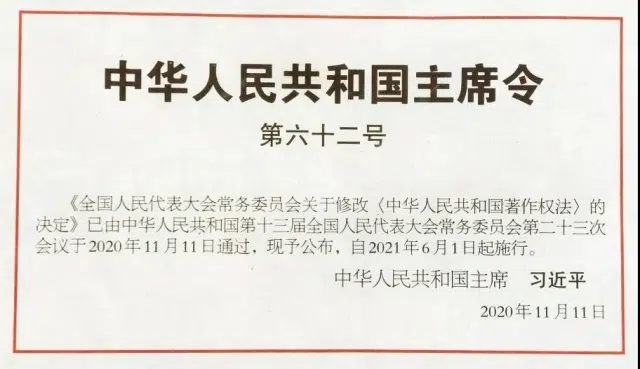 中华人民共和国主席令
第六十二号
《全国人民代表大会常务委员会关于修改〈中华人民共和国著作权法〉的
决定》已由中华人民共和国第十三届全国人民代表大会常务委员会第二十三次
会议于2020年11月11日通过，现予公布，自2021年6月1日起施行。
中华人民共和国主席 习近平
2020年11月11日